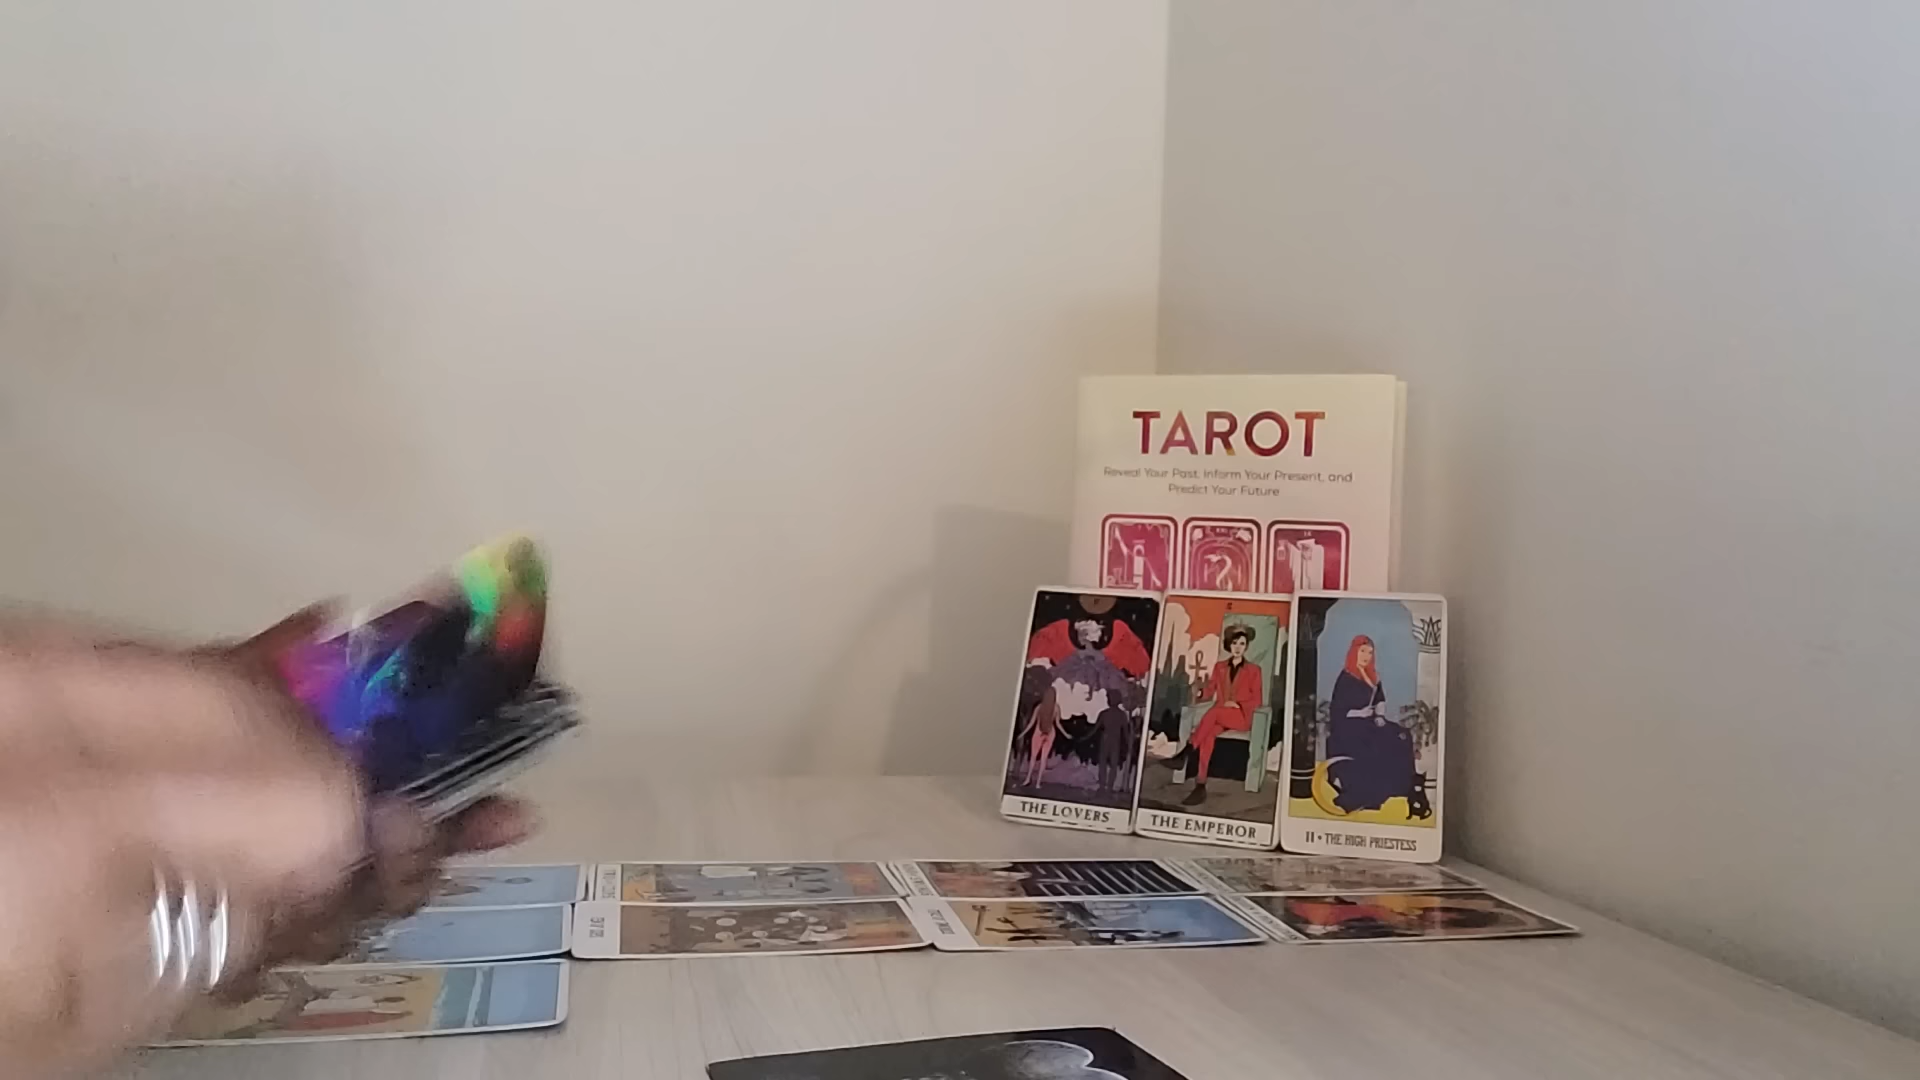 TAROT
Reveal Your Past, Inform Your Present, and
Predict Your Future
THE LOVERS
THE EMPEROR
II • THE HIGH PRIESTESS